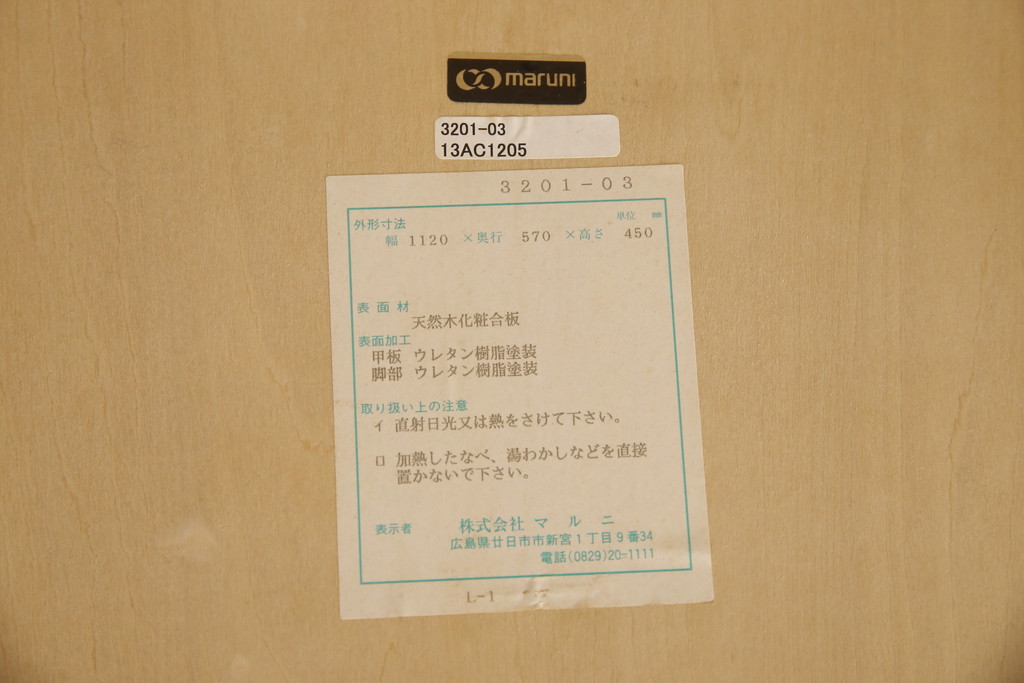 maruni
3201-03
13AC1205
3201-03
単位 ㎜
外形寸法
幅 1120 ×奥行 570 ×高さ 450
表面材
天然木化粧合板
表面加工
甲板 ウレタン樹脂塗装
脚部 ウレタン樹脂塗装
取り扱い上の注意
イ 直射日光又は熱をさけて下さい。
ロ 加熱したなべ、湯わかしなどを直接
置かないで下さい。
表示者 株式会社 マルニ
広島県廿日市市新宮1丁目9番34
電話(0829)20-1111
L-1